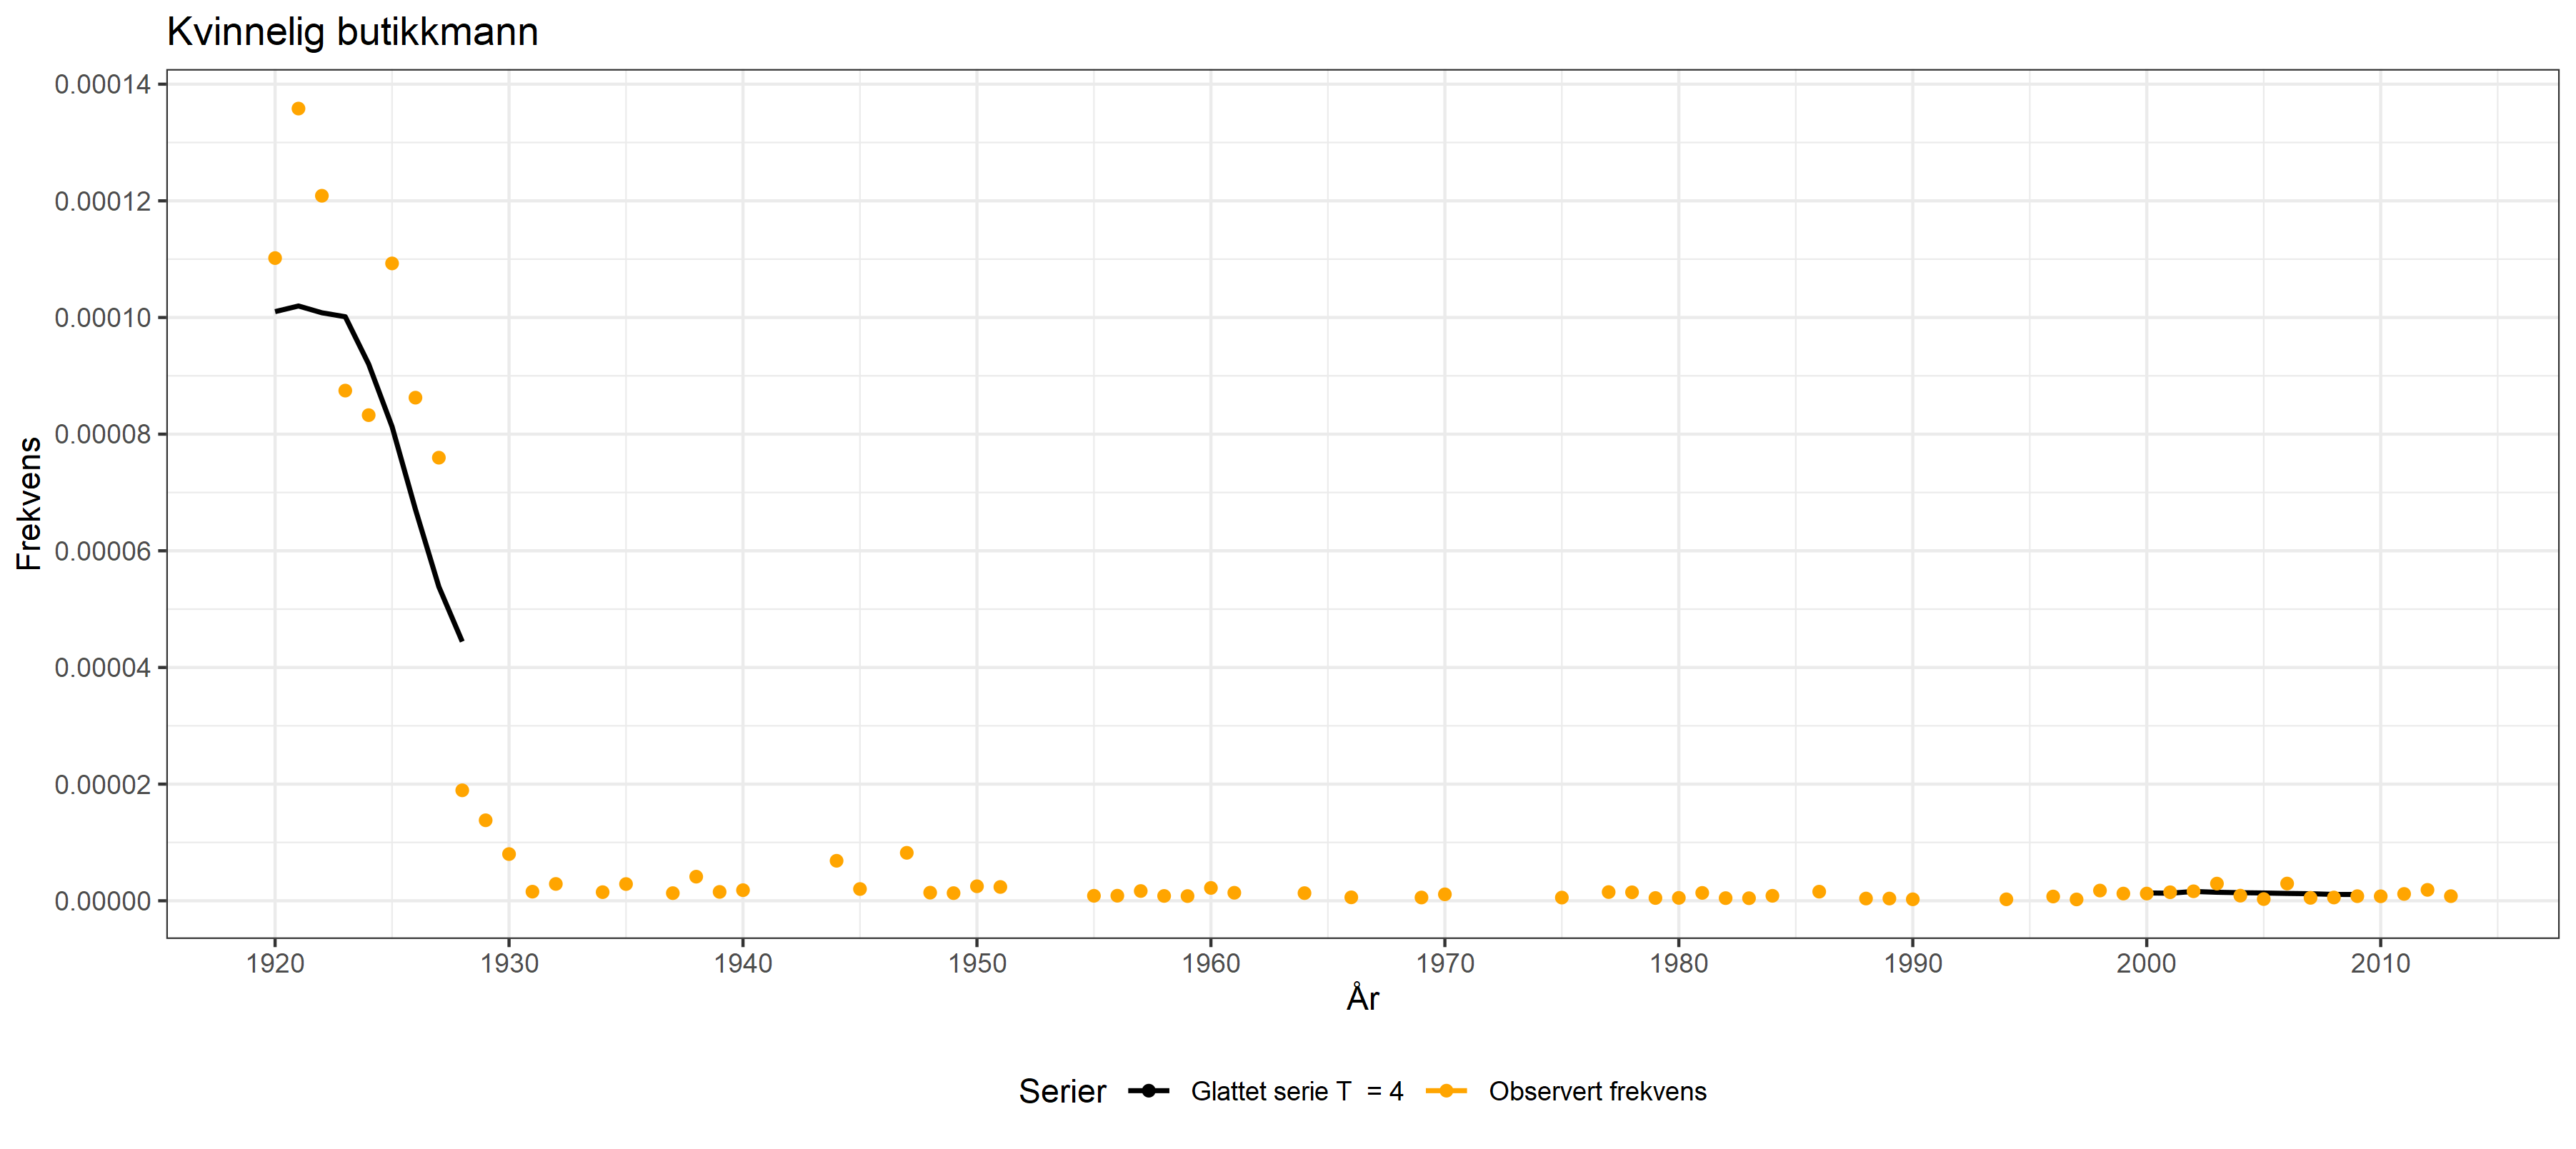 Kvinnelig butikkmann
0.00014
0.00012
0.00010
0.00008
0.00006
0.00004
0.00002
0.00000
Frekvens
1920 1930 1940 1950 1960 1970 1980 1990 2000 2010
År
Serier Glattet serie T = 4 Observert frekvens